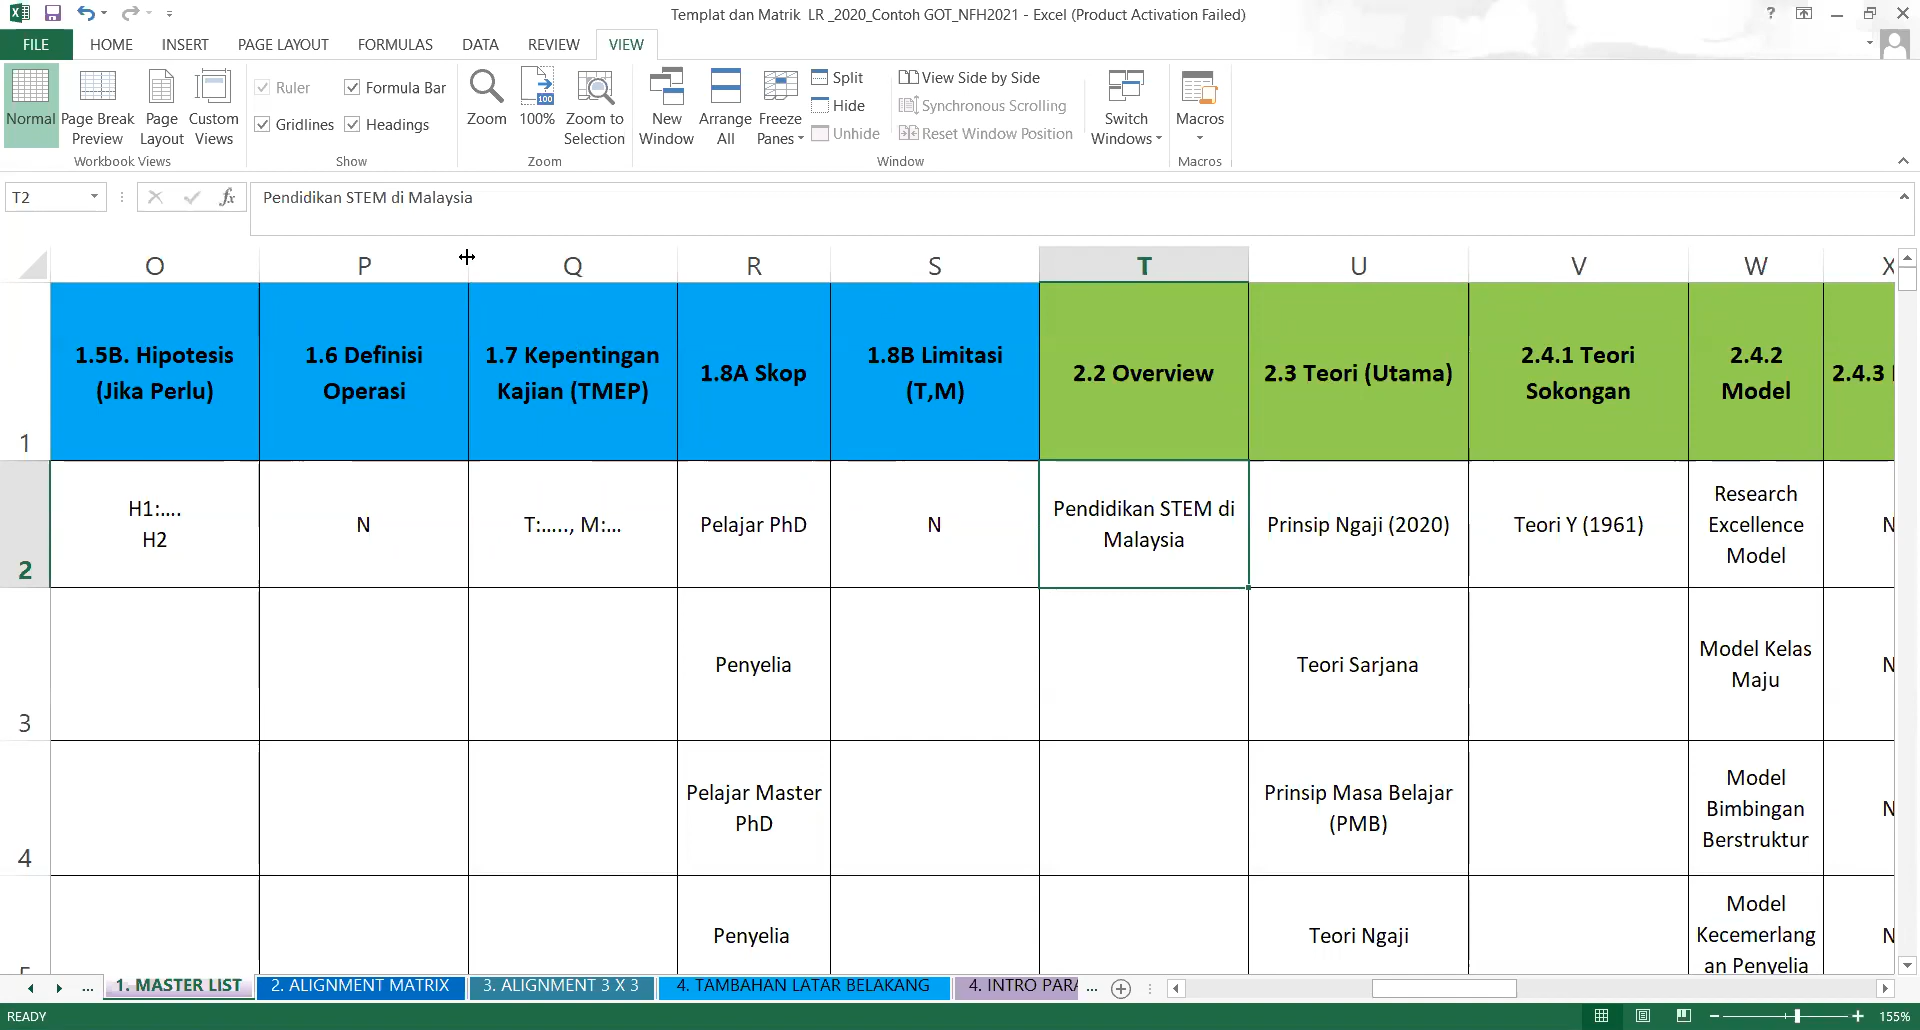 Templat dan Matrik LR _2020_Contoh GOT_NFH2021 - Excel (Product Activation Failed)
?
FILE HOME INSERT PAGE LAYOUT FORMULAS DATA REVIEW VIEW
Normal
Page Break Preview
Page Layout
Custom Views
Workbook Views
Ruler
Formula Bar
Gridlines
Headings
Show
Zoom
100%
Zoom to Selection
Zoom
New Window
Arrange All
Freeze Panes
Split
Hide
Unhide
View Side by Side
Synchronous Scrolling
Reset Window Position
Window
Switch Windows
Macros
Macros
T2
fx
Pendidikan STEM di Malaysia
O P Q R S T U V W X
1
1.5B. Hipotesis
(Jika Perlu)
1.6 Definisi
Operasi
1.7 Kepentingan
Kajian (TMEP)
1.8A Skop
1.8B Limitasi
(T,M)
2.2 Overview
2.3 Teori (Utama)
2.4.1 Teori
Sokongan
2.4.2
Model
2.4.3
2
H1:....
H2
N
T:....., M:...
Pelajar PhD
N
Pendidikan STEM di
Malaysia
Prinsip Ngaji (2020)
Teori Y (1961)
Research
Excellence
Model
N
3
Penyelia
Teori Sarjana
Model Kelas
Maju
N
4
Pelajar Master
PhD
Prinsip Masa Belajar
(PMB)
Model
Bimbingan
Berstruktur
N
5
Penyelia
Teori Ngaji
Model
Kecemerlang
an Penyelia
N
... 1. MASTER LIST 2. ALIGNMENT MATRIX 3. ALIGNMENT 3 X 3 4. TAMBAHAN LATAR BELAKANG 4. INTRO PARA ...
READY
155%